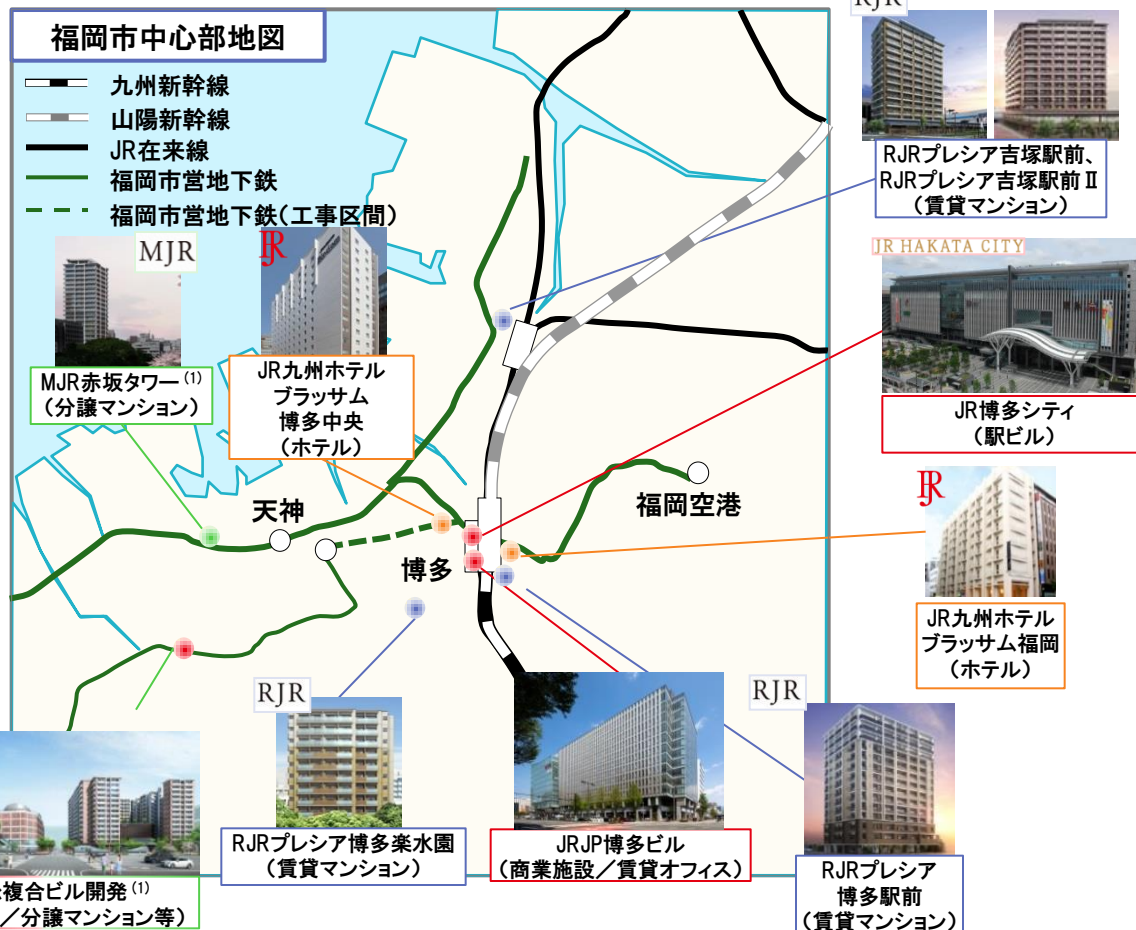 福岡市中心部地図
九州新幹線
山陽新幹線
JR在来線
福岡市営地下鉄
福岡市営地下鉄(工事区間)
RJR
RJRプレシア吉塚駅前、
RJRプレシア吉塚駅前Ⅱ
(賃貸マンション)
MJR
MJR赤坂タワー(1)
(分譲マンション)
JR
JR九州ホテル
ブラッサム
博多中央
(ホテル)
JR HAKATA CITY
JR博多シティ
(駅ビル)
天神
博多
福岡空港
JR
JR九州ホテル
ブラッサム福岡
(ホテル)
複合ビル開発(1)
/分譲マンション等)
RJR
RJRプレシア博多楽水園
(賃貸マンション)
JRJP博多ビル
(商業施設/賃貸オフィス)
RJR
RJRプレシア
博多駅前
(賃貸マンション)